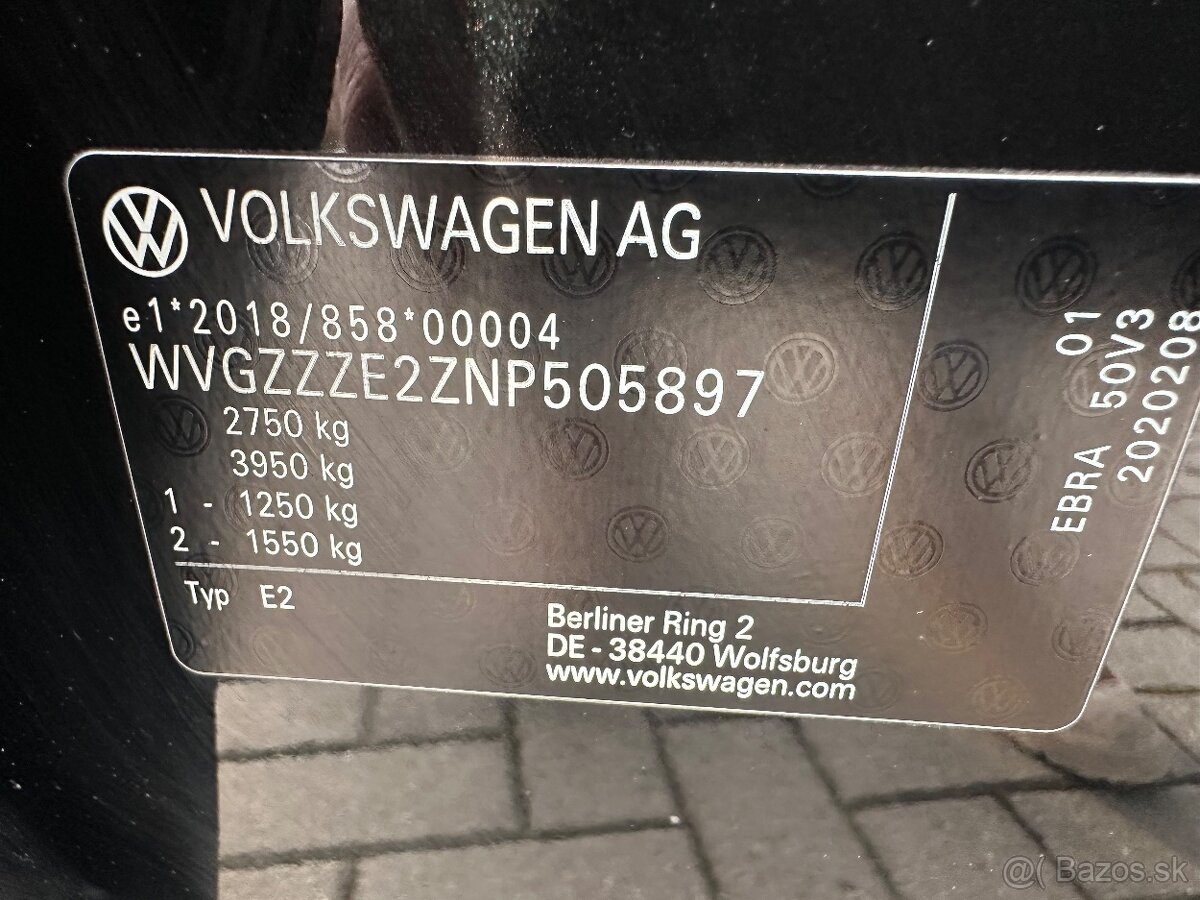 VOLKSWAGEN AG
e1*2018/858*00004
WVGZZZE2ZNP505897
2750 kg
3950 kg
1 - 1250 kg
2 - 1550 kg
Typ E2
Berliner Ring 2
DE - 38440 Wolfsburg
www.volkswagen.com
EBRA 01
50V3
20220208
@( Bazos.sk